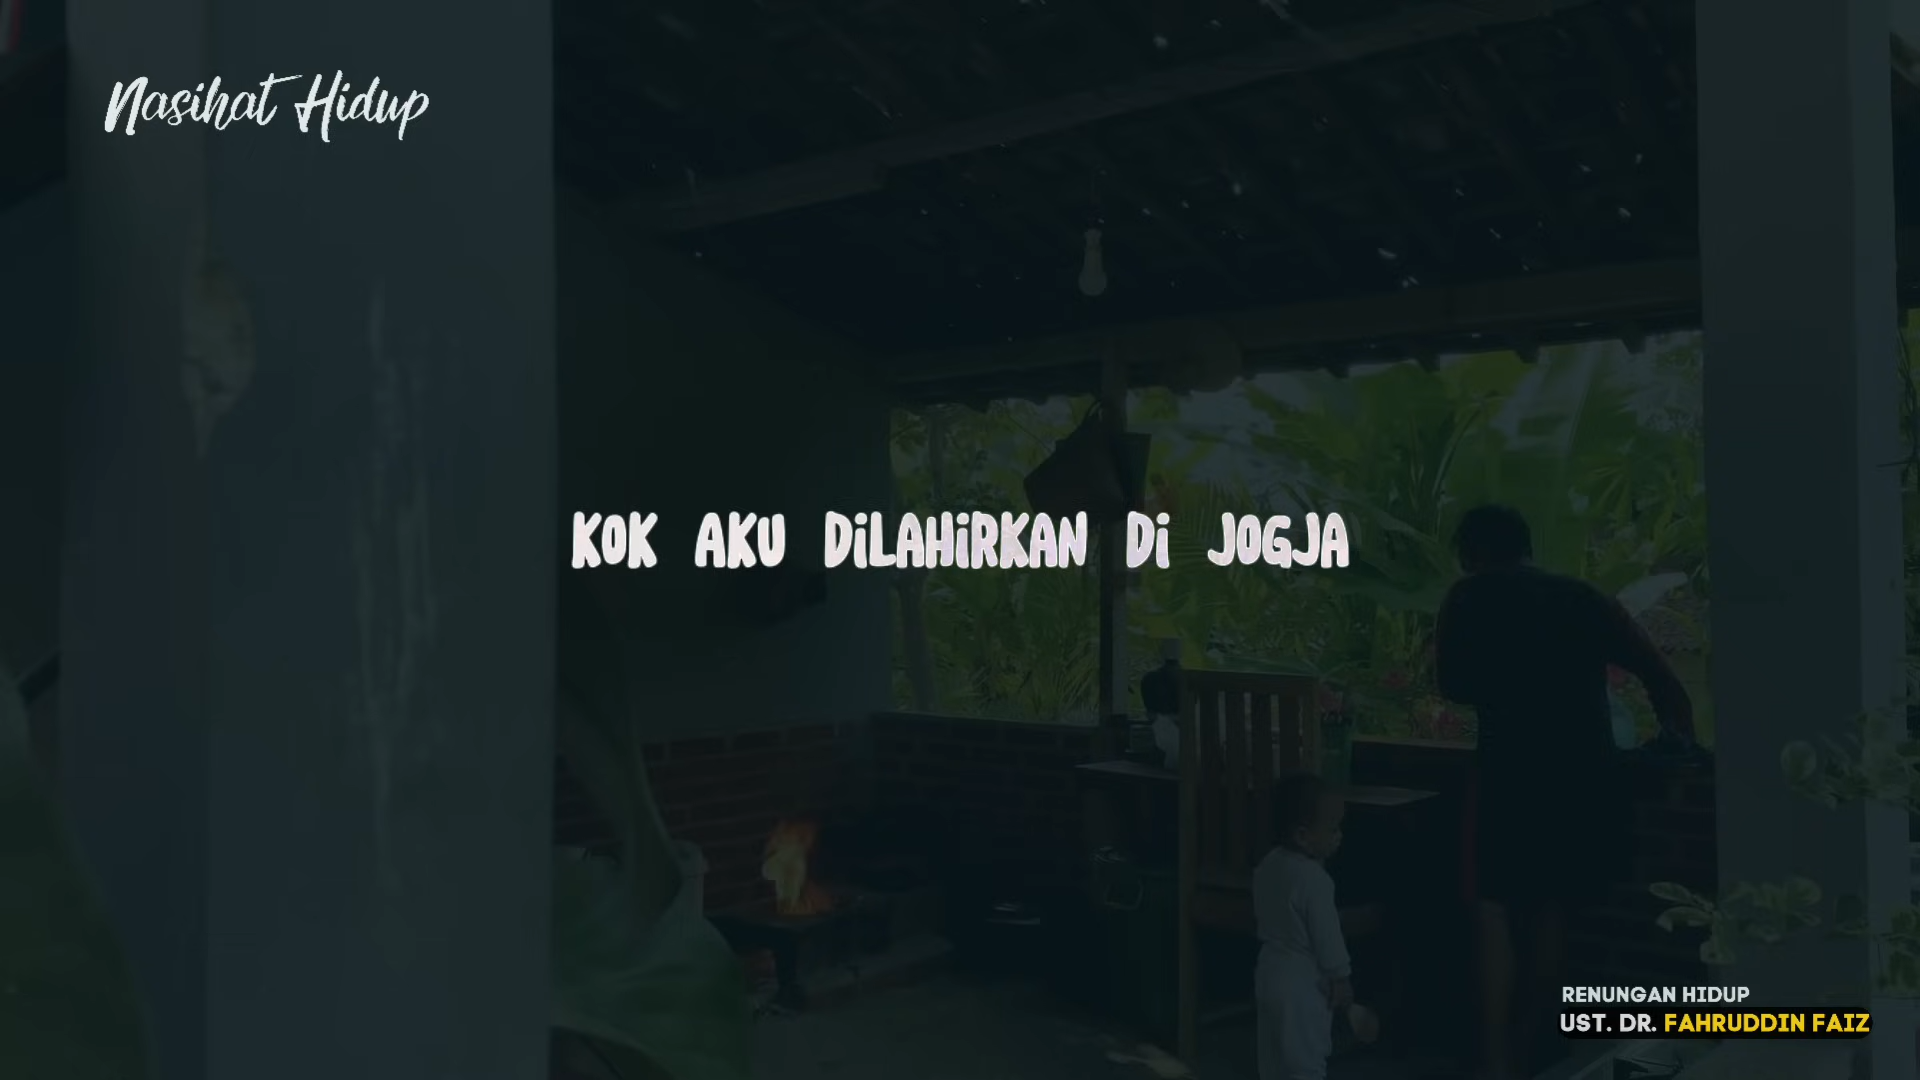 Nasihat Hidup
KOK AKU DiLAHiRKAN Di JOGJA
RENUNGAN HIDUP
UST. DR. FAHRUDDIN FAIZ